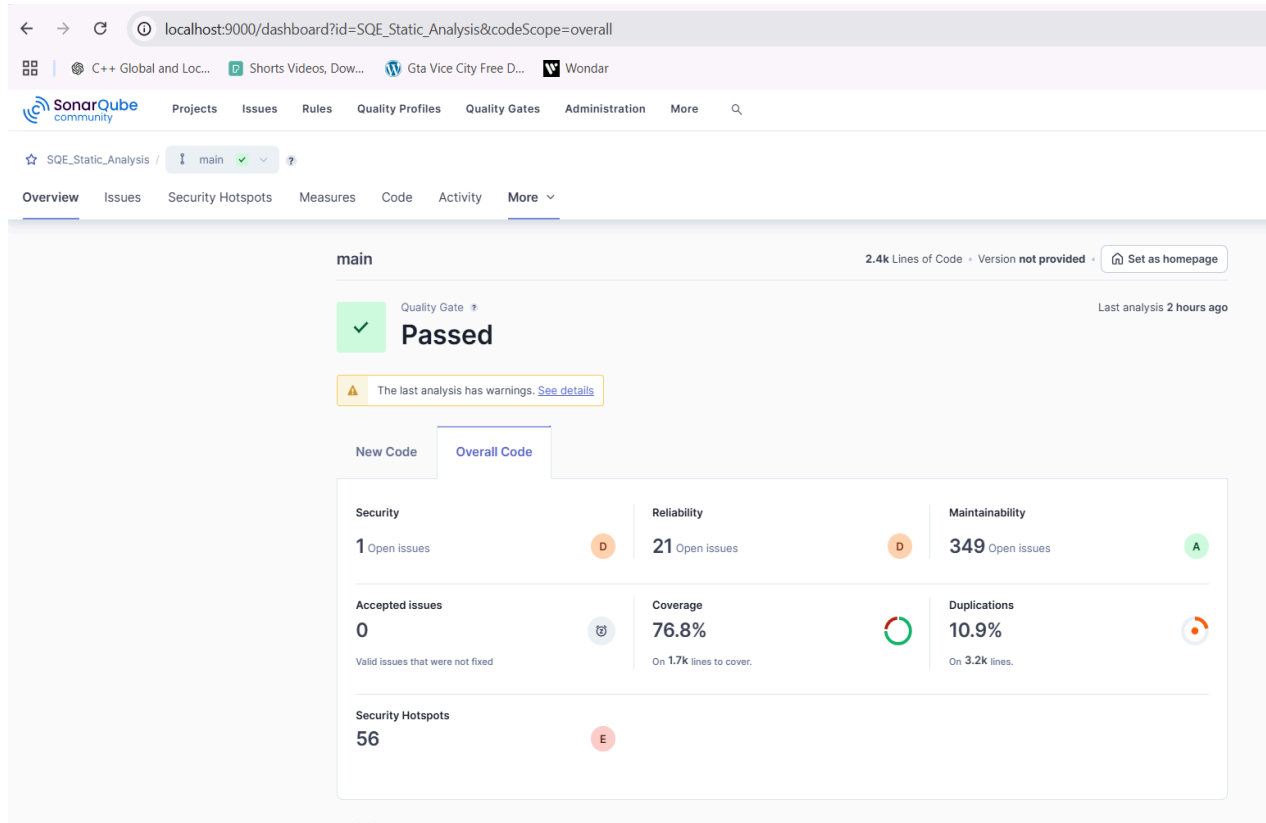 localhost:9000/dashboard?id=SQE_Static_Analysis&codeScope=overall
C++ Global and Loc... Shorts Videos, Dow... Gta Vice City Free D... Wondar
SonarQube community Projects Issues Rules Quality Profiles Quality Gates Administration More
SQE_Static_Analysis / main ?
Overview Issues Security Hotspots Measures Code Activity More
main 2.4k Lines of Code • Version not provided • Set as homepage
Quality Gate ? Last analysis 2 hours ago
Passed
The last analysis has warnings. See details
New Code Overall Code
Security Reliability Maintainability
1 Open issues D 21 Open issues D 349 Open issues A
Accepted issues Coverage Duplications
0 76.8% 10.9%
Valid issues that were not fixed On 1.7k lines to cover. On 3.2k lines.
Security Hotspots
56 E